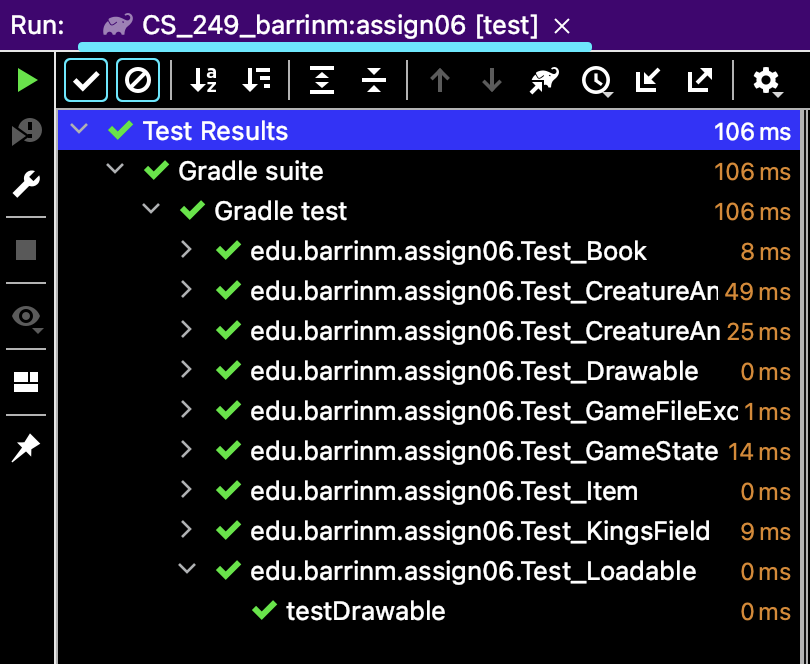 Run: CS_249_barrinm:assign06 [test]
Test Results 106 ms
Gradle suite 106 ms
Gradle test 106 ms
edu.barrinm.assign06.Test_Book 8 ms
edu.barrinm.assign06.Test_CreatureAn 49 ms
edu.barrinm.assign06.Test_CreatureAn 25 ms
edu.barrinm.assign06.Test_Drawable 0 ms
edu.barrinm.assign06.Test_GameFileExc 1 ms
edu.barrinm.assign06.Test_GameState 14 ms
edu.barrinm.assign06.Test_Item 0 ms
edu.barrinm.assign06.Test_KingsField 9 ms
edu.barrinm.assign06.Test_Loadable 0 ms
testDrawable 0 ms